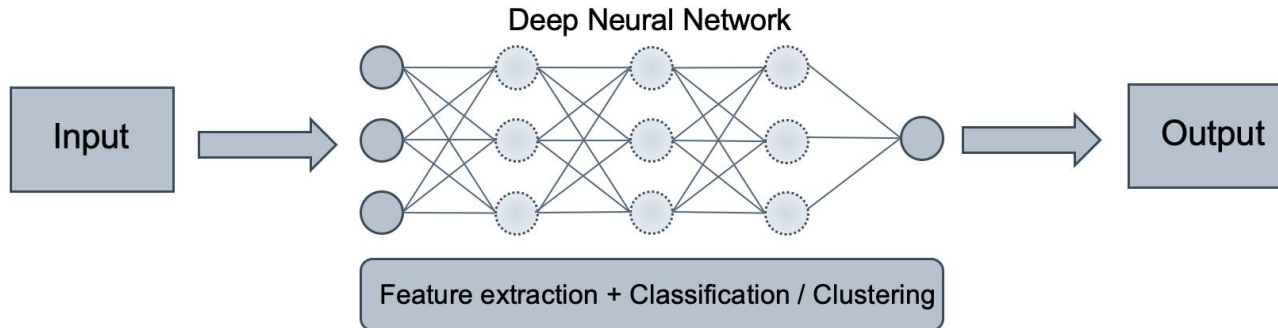 Deep Neural Network
Input
Output
Feature extraction + Classification / Clustering